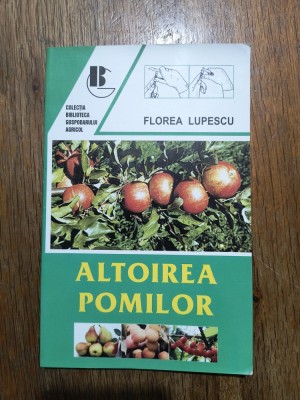 B
COLECȚIA
BIBLIOTECA
GOSPODARULUI
AGRICOL
FLOREA LUPESCU
ALTOIREA
POMILOR